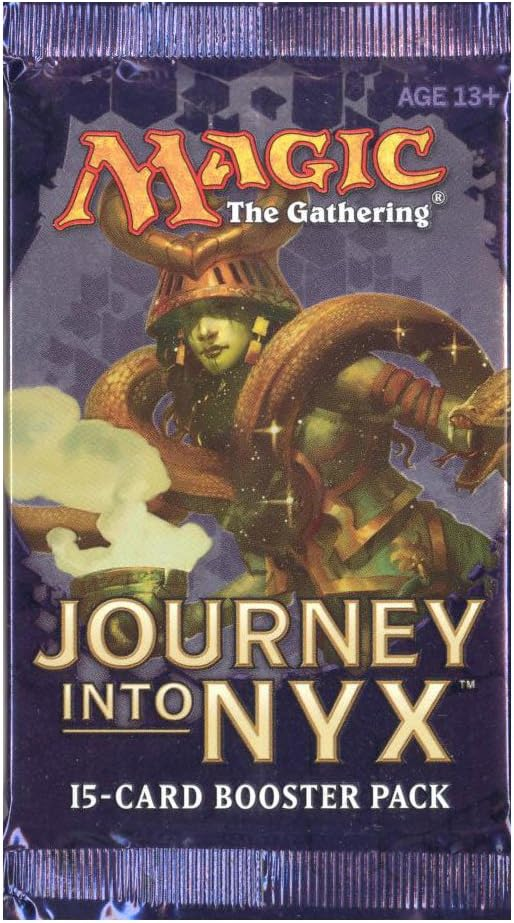 AGE 13+
MAGIC
The Gathering®
JOURNEY
INTO NYX™
15-CARD BOOSTER PACK